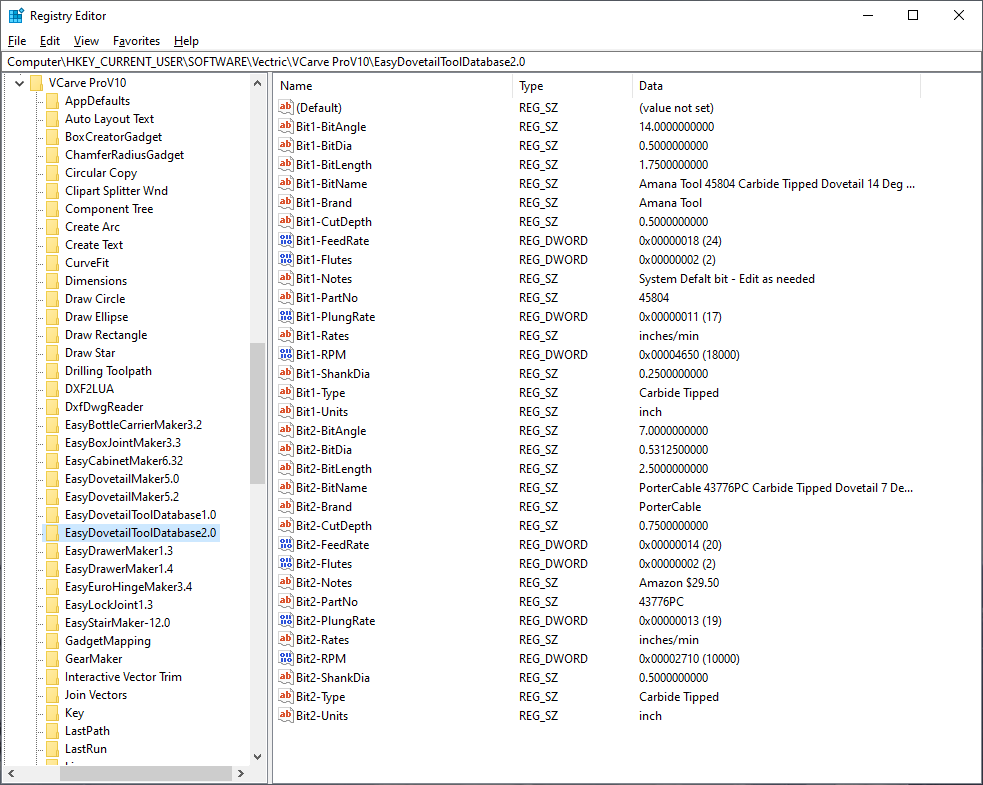 Registry Editor
File Edit View Favorites Help
Computer\HKEY_CURRENT_USER\SOFTWARE\Vectric\VCarve ProV10\EasyDovetailToolDatabase2.0
VCarve ProV10
AppDefaults
Auto Layout Text
BoxCreatorGadget
ChamferRadiusGadget
Circular Copy
Clipart Splitter Wnd
Component Tree
Create Arc
Create Text
CurveFit
Dimensions
Draw Circle
Draw Ellipse
Draw Rectangle
Draw Star
Drilling Toolpath
DXF2LUA
DxfDwgReader
EasyBottleCarrierMaker3.2
EasyBoxJointMaker3.3
EasyCabinetMaker6.32
EasyDovetailMaker5.0
EasyDovetailMaker5.2
EasyDovetailToolDatabase1.0
EasyDovetailToolDatabase2.0
EasyDrawerMaker1.3
EasyDrawerMaker1.4
EasyEuroHingeMaker3.4
EasyLockJoint1.3
EasyStairMaker-12.0
GadgetMapping
GearMaker
Interactive Vector Trim
Join Vectors
Key
LastPath
LastRun
Name Type Data
(Default) REG_SZ (value not set)
Bit1-BitAngle REG_SZ 14.0000000000
Bit1-BitDia REG_SZ 0.5000000000
Bit1-BitLength REG_SZ 1.7500000000
Bit1-BitName REG_SZ Amana Tool 45804 Carbide Tipped Dovetail 14 Deg ...
Bit1-Brand REG_SZ Amana Tool
Bit1-CutDepth REG_SZ 0.5000000000
Bit1-FeedRate REG_DWORD 0x00000018 (24)
Bit1-Flutes REG_DWORD 0x00000002 (2)
Bit1-Notes REG_SZ System Defalt bit - Edit as needed
Bit1-PartNo REG_SZ 45804
Bit1-PlungRate REG_DWORD 0x00000011 (17)
Bit1-Rates REG_SZ inches/min
Bit1-RPM REG_DWORD 0x00004650 (18000)
Bit1-ShankDia REG_SZ 0.2500000000
Bit1-Type REG_SZ Carbide Tipped
Bit1-Units REG_SZ inch
Bit2-BitAngle REG_SZ 7.0000000000
Bit2-BitDia REG_SZ 0.5312500000
Bit2-BitLength REG_SZ 2.5000000000
Bit2-BitName REG_SZ PorterCable 43776PC Carbide Tipped Dovetail 7 De...
Bit2-Brand REG_SZ PorterCable
Bit2-CutDepth REG_SZ 0.7500000000
Bit2-FeedRate REG_DWORD 0x00000014 (20)
Bit2-Flutes REG_DWORD 0x00000002 (2)
Bit2-Notes REG_SZ Amazon $29.50
Bit2-PartNo REG_SZ 43776PC
Bit2-PlungRate REG_DWORD 0x00000013 (19)
Bit2-Rates REG_SZ inches/min
Bit2-RPM REG_DWORD 0x00002710 (10000)
Bit2-ShankDia REG_SZ 0.5000000000
Bit2-Type REG_SZ Carbide Tipped
Bit2-Units REG_SZ inch